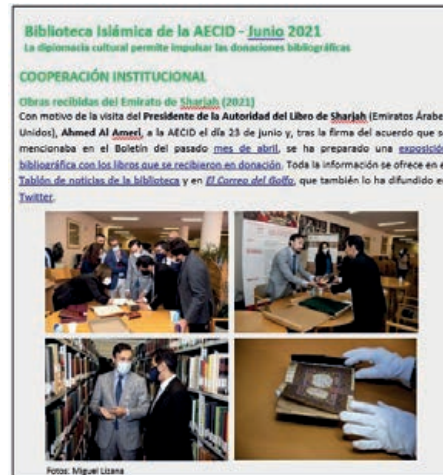 Biblioteca Islámica de la AECID - Junio 2021
La diplomacia cultural permite impulsar las donaciones bibliográficas
COOPERACIÓN INSTITUCIONAL
Obras recibidas del Emirato de Sharjah (2021)
Con motivo de la visita del Presidente de la Autoridad del Libro de Sharjah (Emiratos Árabe
Unidos), Ahmed Al Ameri, a la AECID el día 23 de junio y, tras la firma del acuerdo que s
mencionaba en el Boletín del pasado mes de abril, se ha preparado una exposición
bibliográfica con los libros que se recibieron en donación. Toda la información se ofrece en e
Tablón de noticias de la biblioteca y en El Correo del Golfo, que también lo ha difundido e
Twitter.
Fotos: Miguel Lizana